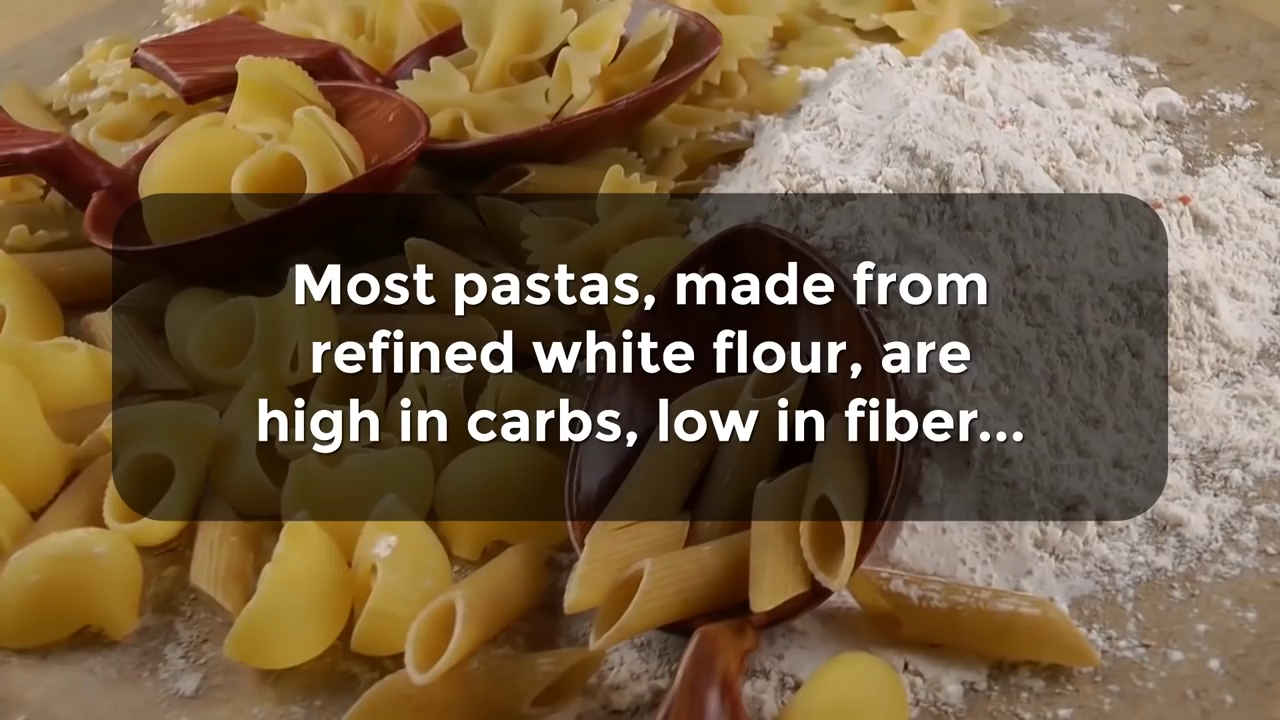 Most pastas, made from
refined white flour, are
high in carbs, low in fiber...